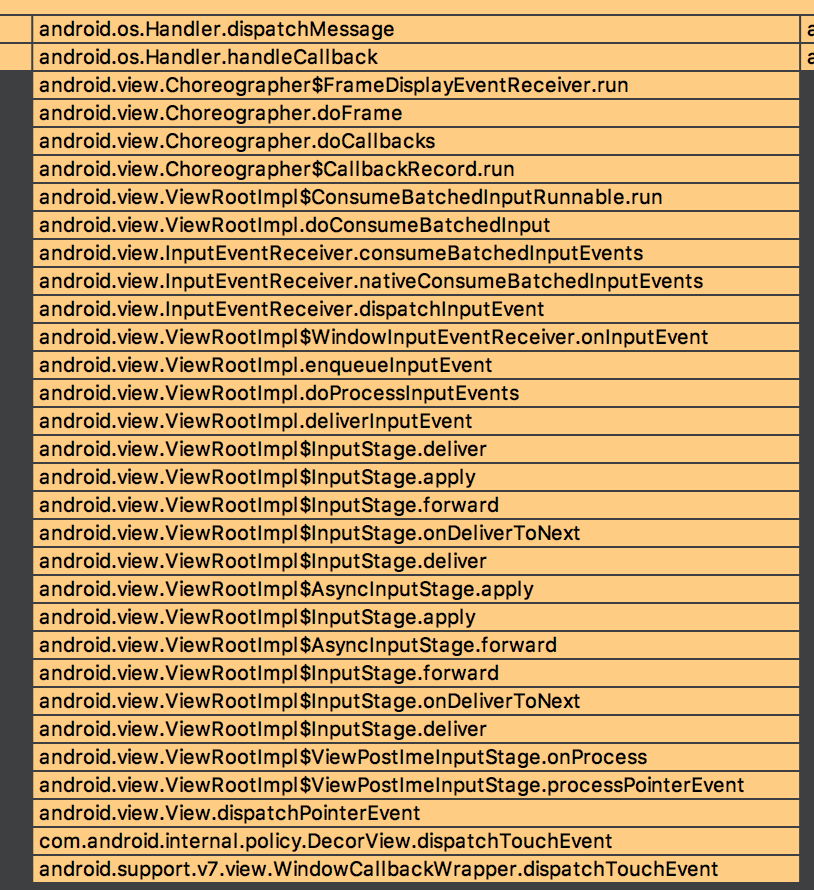 android.os.Handler.dispatchMessage
android.os.Handler.handleCallback
android.view.Choreographer$FrameDisplayEventReceiver.run
android.view.Choreographer.doFrame
android.view.Choreographer.doCallbacks
android.view.Choreographer$CallbackRecord.run
android.view.ViewRootImpl$ConsumeBatchedInputRunnable.run
android.view.ViewRootImpl.doConsumeBatchedInput
android.view.InputEventReceiver.consumeBatchedInputEvents
android.view.InputEventReceiver.nativeConsumeBatchedInputEvents
android.view.InputEventReceiver.dispatchInputEvent
android.view.ViewRootImpl$WindowInputEventReceiver.onInputEvent
android.view.ViewRootImpl.enqueueInputEvent
android.view.ViewRootImpl.doProcessInputEvents
android.view.ViewRootImpl.deliverInputEvent
android.view.ViewRootImpl$InputStage.deliver
android.view.ViewRootImpl$InputStage.apply
android.view.ViewRootImpl$InputStage.forward
android.view.ViewRootImpl$InputStage.onDeliverToNext
android.view.ViewRootImpl$InputStage.deliver
android.view.ViewRootImpl$AsyncInputStage.apply
android.view.ViewRootImpl$InputStage.apply
android.view.ViewRootImpl$AsyncInputStage.forward
android.view.ViewRootImpl$InputStage.forward
android.view.ViewRootImpl$InputStage.onDeliverToNext
android.view.ViewRootImpl$InputStage.deliver
android.view.ViewRootImpl$ViewPostImeInputStage.onProcess
android.view.ViewRootImpl$ViewPostImeInputStage.processPointerEvent
android.view.View.dispatchPointerEvent
com.android.internal.policy.DecorView.dispatchTouchEvent
android.support.v7.view.WindowCallbackWrapper.dispatchTouchEvent